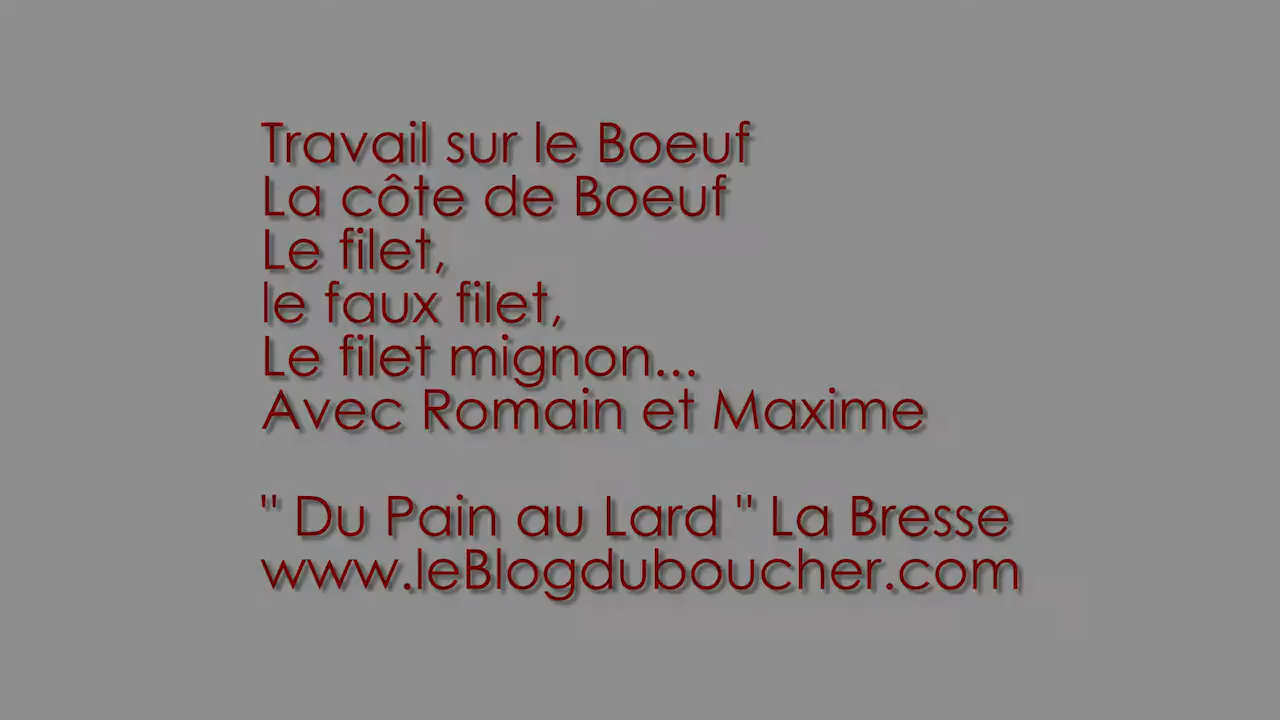 Travail sur le Boeuf
La côte de Boeuf
Le filet,
le faux filet,
Le filet mignon...
Avec Romain et Maxime
" Du Pain au Lard " La Bresse
www.leBlogduboucher.com